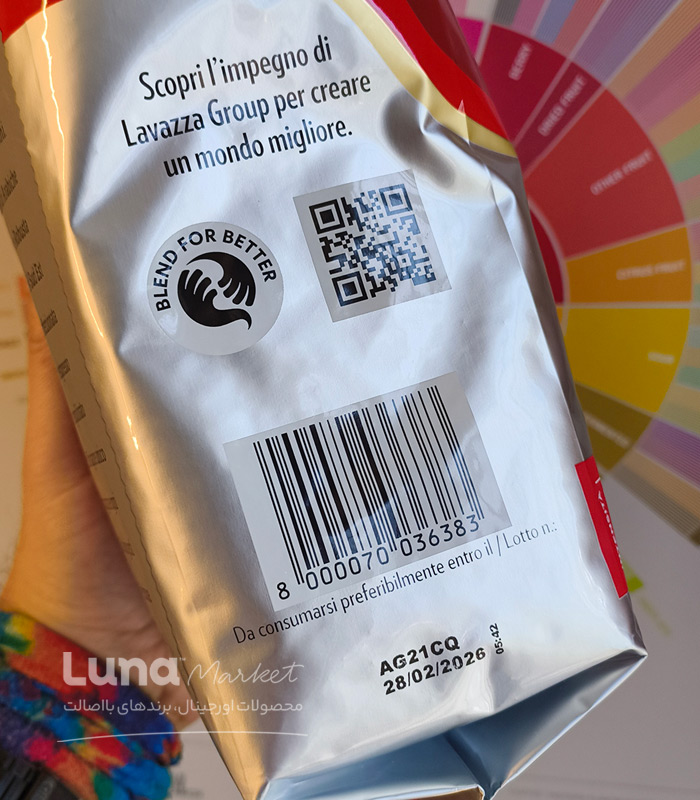 Scopri l'impegno di
Lavazza Group per creare
un mondo migliore.
BLEND FOR BETTER
8 000070 036383
Da consumarsi preferibilmente entro il / Lotto n.:
AG21CQ
28/02/2026
05:42
BERRY
DRIED FRUIT
OTHER FRUIT
CITRUS FRUIT
Luna Market
محصولات اورجینال، برندهای بااصالت